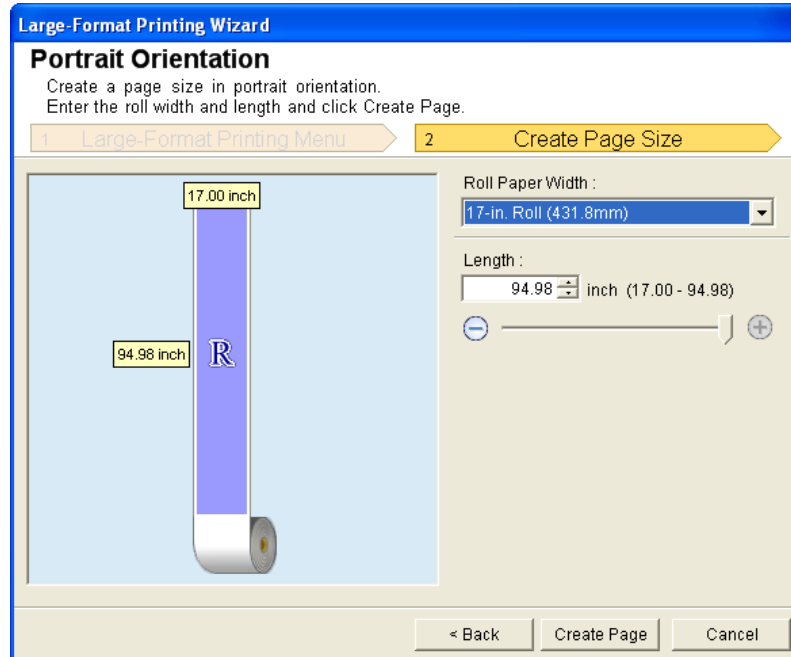 Large-Format Printing Wizard
Portrait Orientation
Create a page size in portrait orientation.
Enter the roll width and length and click Create Page.
1 Large-Format Printing Menu
2 Create Page Size
17.00 inch
94.98 inch
R
Roll Paper Width :
17-in. Roll (431.8mm)
Length :
94.98 inch (17.00 - 94.98)
< Back
Create Page
Cancel